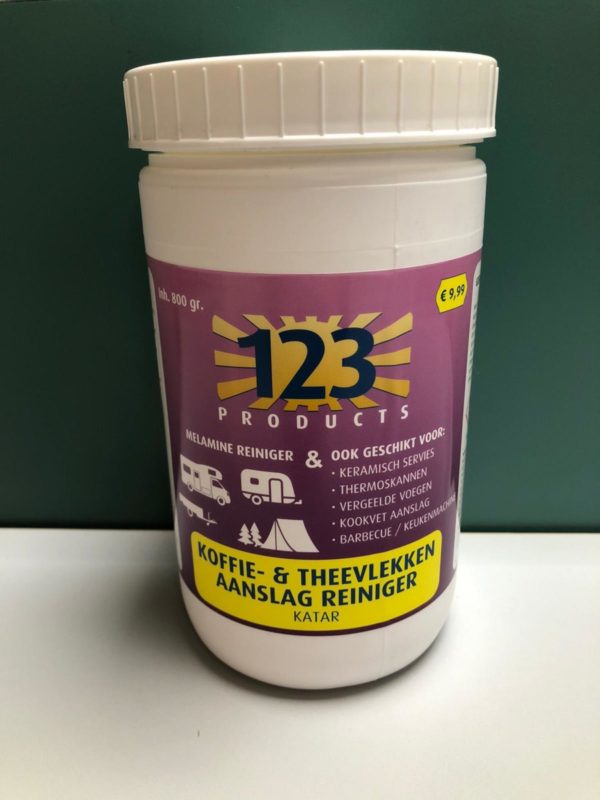 Inh. 800 gr.
€ 9,99
123
PRODUCTS
MELAMINE REINIGER
&
OOK GESCHIKT VOOR:
· KERAMISCH SERVIES
· THERMOSKANNEN
· VERGEELDE VOEGEN
· KOOKVET AANSLAG
· BARBECUE / KEUKENMACHINE
KOFFIE- & THEEVLEKKEN
AANSLAG REINIGER
KATAR